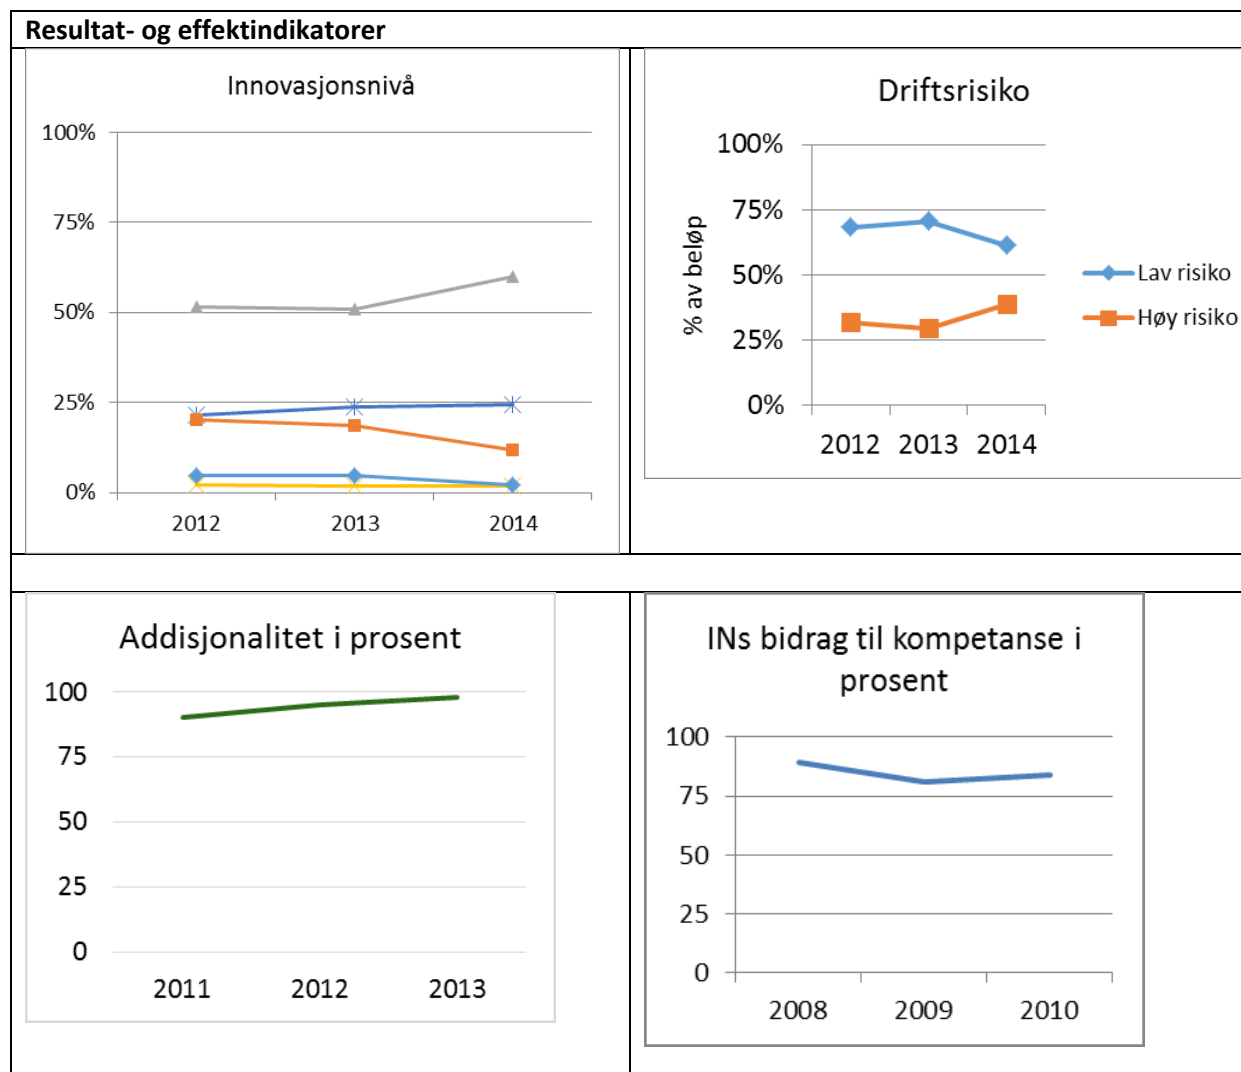 Resultat- og effektindikatorer
Innovasjonsnivå
100%
75%
50%
25%
0%
2012 2013 2014
Driftsrisiko
% av beløp
100%
75%
50%
25%
0%
2012 2013 2014
Lav risiko
Høy risiko
Addisjonalitet i prosent
100
75
50
25
0
2011 2012 2013
INs bidrag til kompetanse i
prosent
100
75
50
25
0
2008 2009 2010